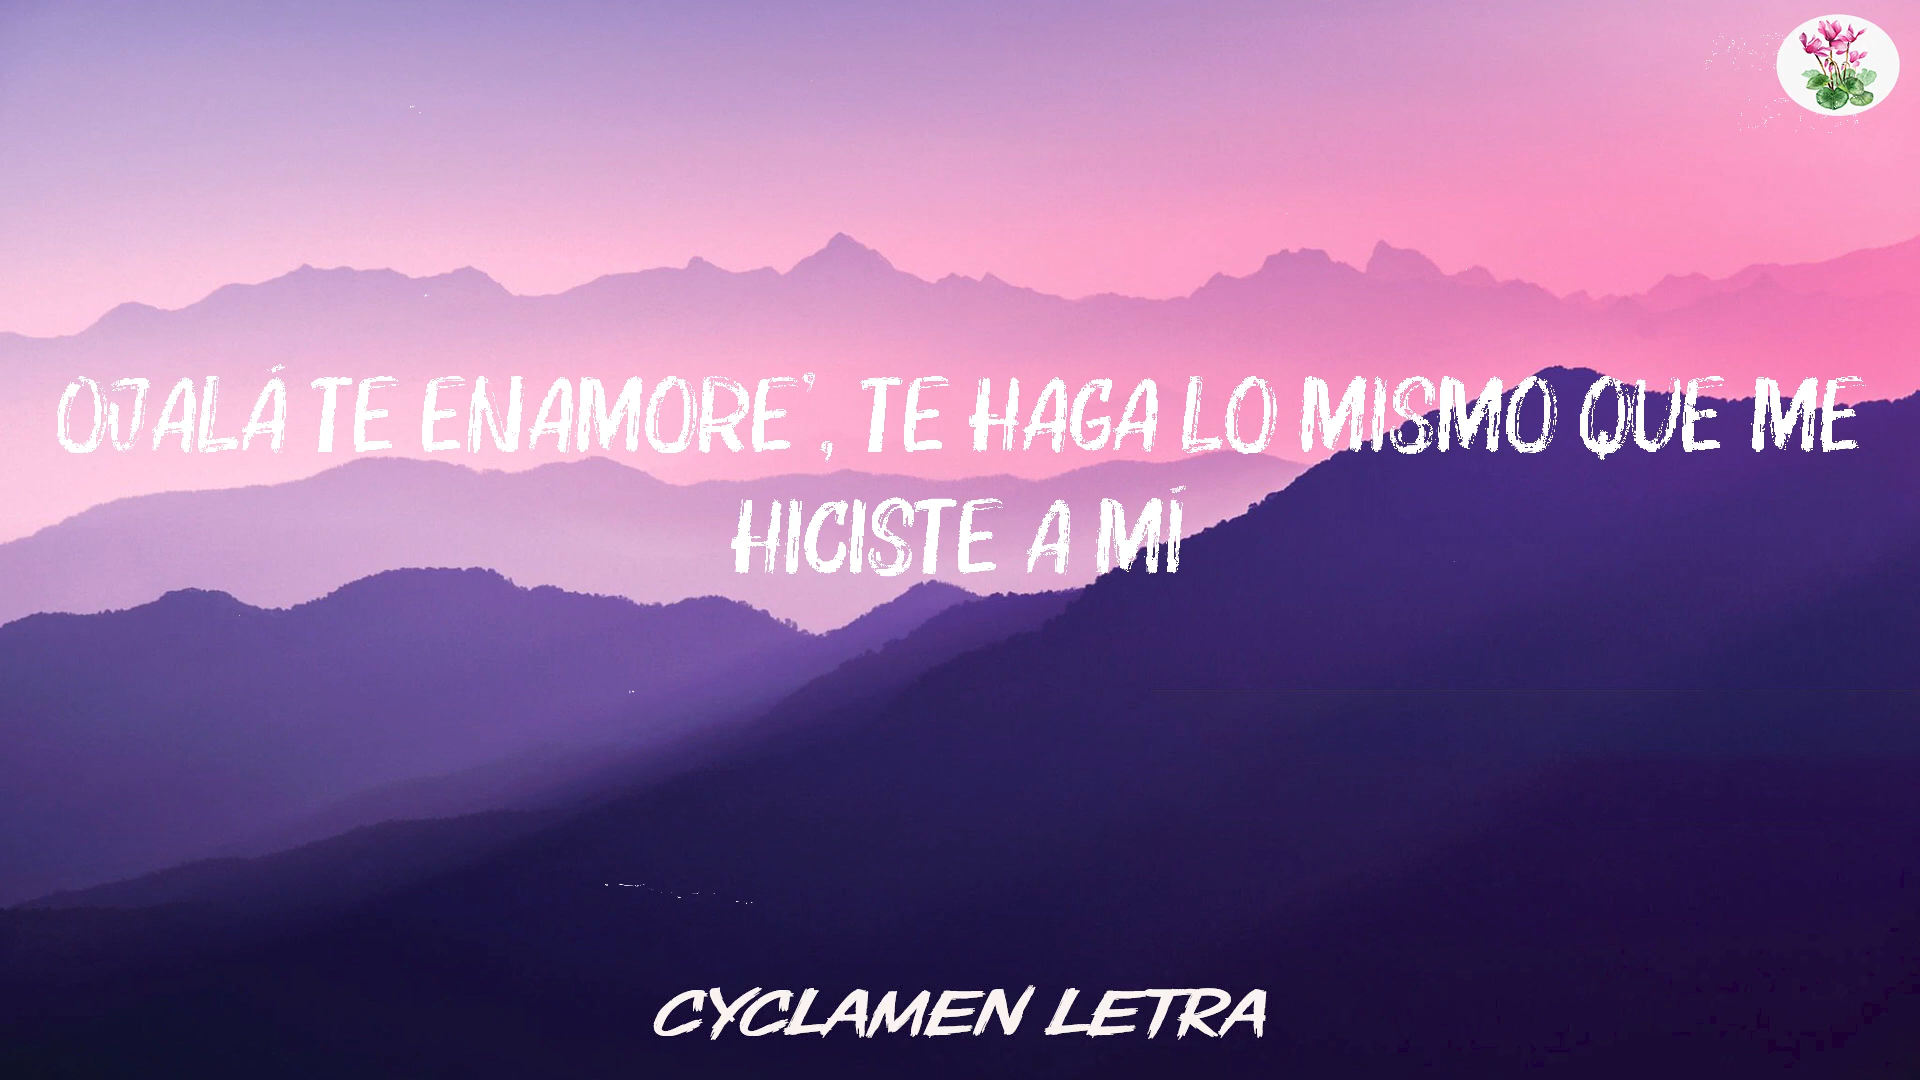 OJALÁ TE ENAMORE', TE HAGA LO MISMO QUE ME
HICISTE A MÍ
CYCLAMEN LETRA